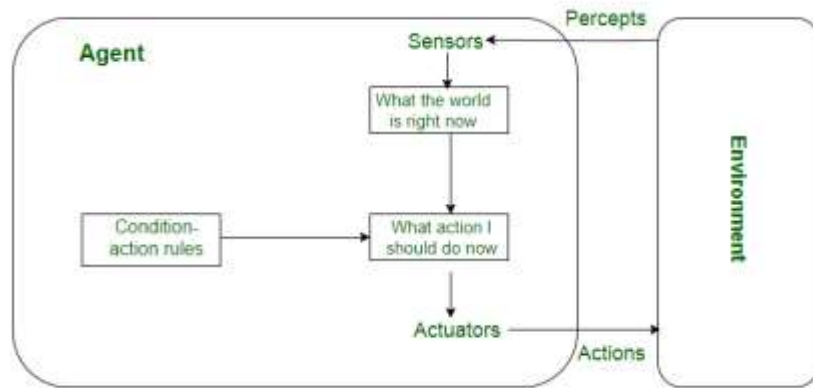 Percepts
Agent
Sensors
What the world
is right now
Condition-
action rules
What action I
should do now
Actuators
Actions
Environment